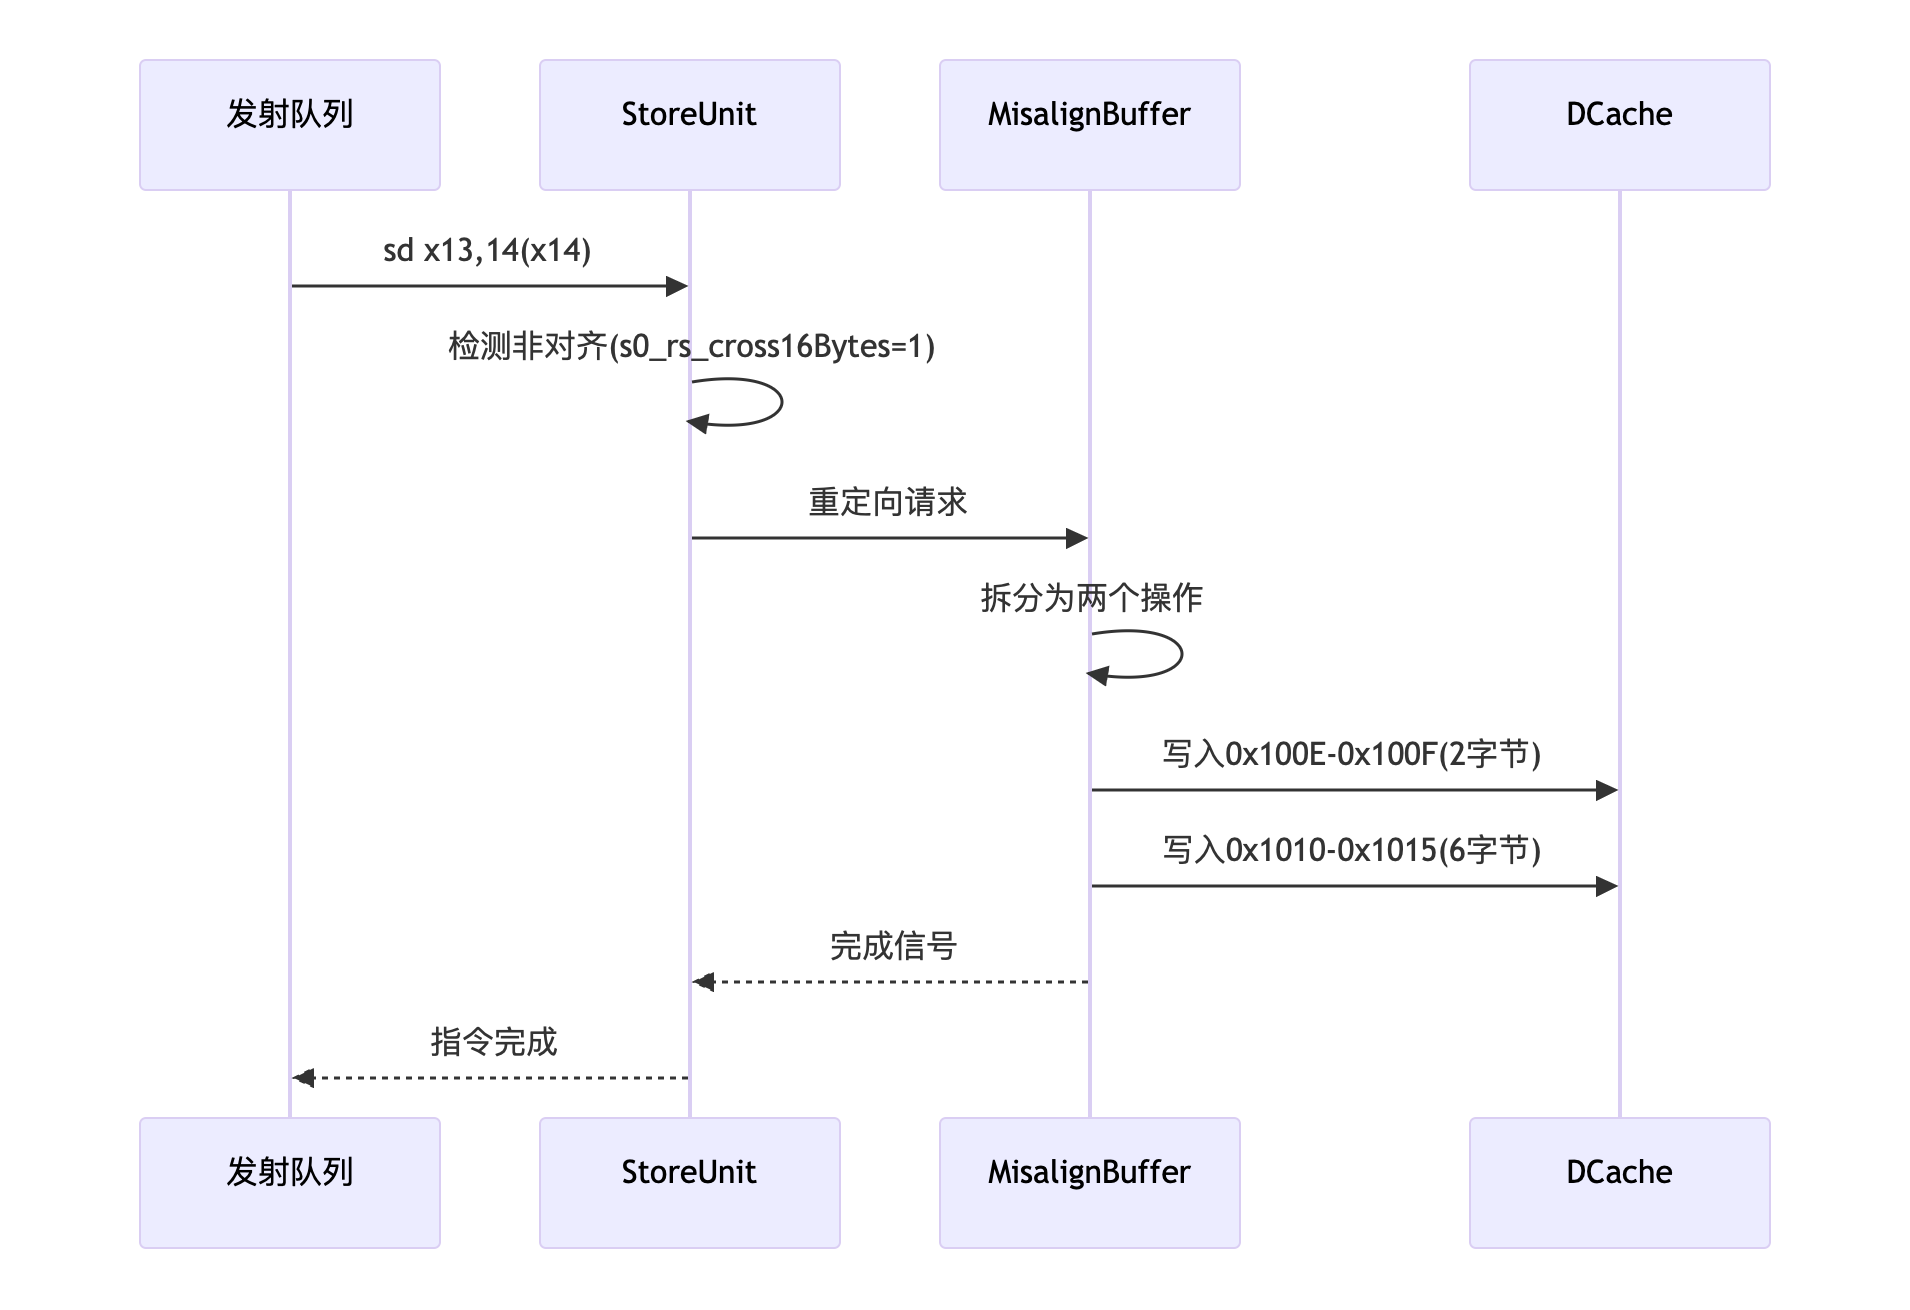 发射队列
StoreUnit
MisalignBuffer
DCache
sd x13,14(x14)
检测非对齐(s0_rs_cross16Bytes=1)
重定向请求
拆分为两个操作
写入0x100E-0x100F(2字节)
写入0x1010-0x1015(6字节)
完成信号
指令完成
发射队列
StoreUnit
MisalignBuffer
DCache